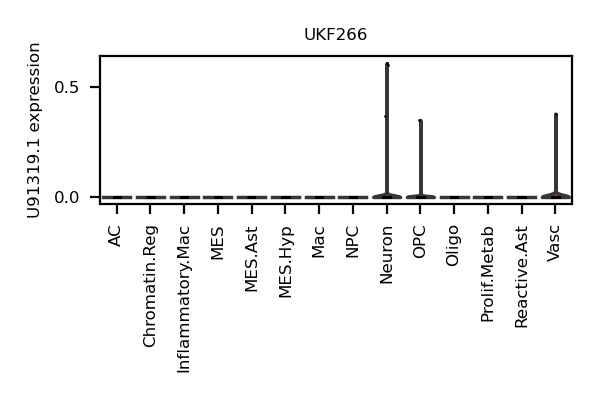 UKF266
U91319.1 expression
0.5
0.0
AC
Chromatin.Reg
Inflammatory.Mac
MES
MES.Ast
MES.Hyp
Mac
NPC
Neuron
OPC
Oligo
Prolif.Metab
Reactive.Ast
Vasc